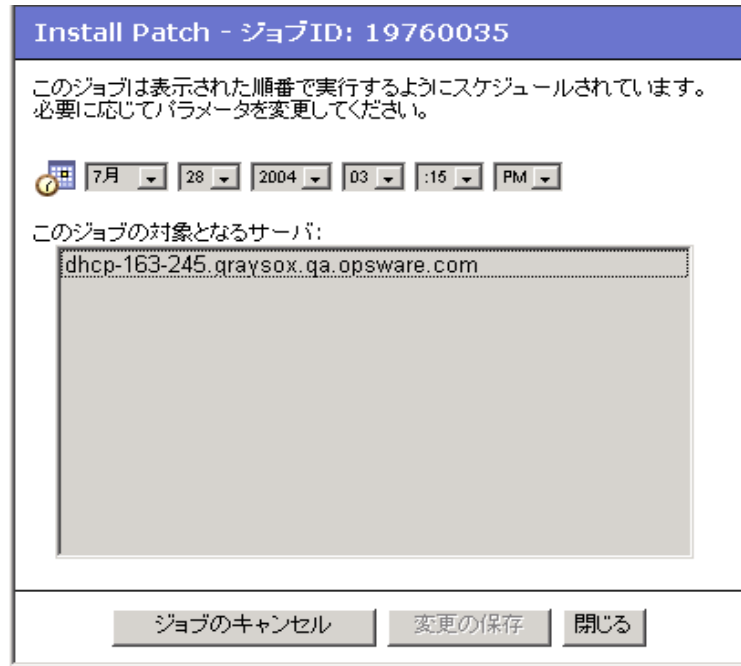 Install Patch - ジョブID: 19760035
このジョブは表示された順番で実行するようにスケジュールされています。
必要に応じてパラメータを変更してください。
7月 28 2004 03 :15 PM
このジョブの対象となるサーバ:
dhcp-163-245.graysox.qa.opsware.com
ジョブのキャンセル 変更の保存 閉じる